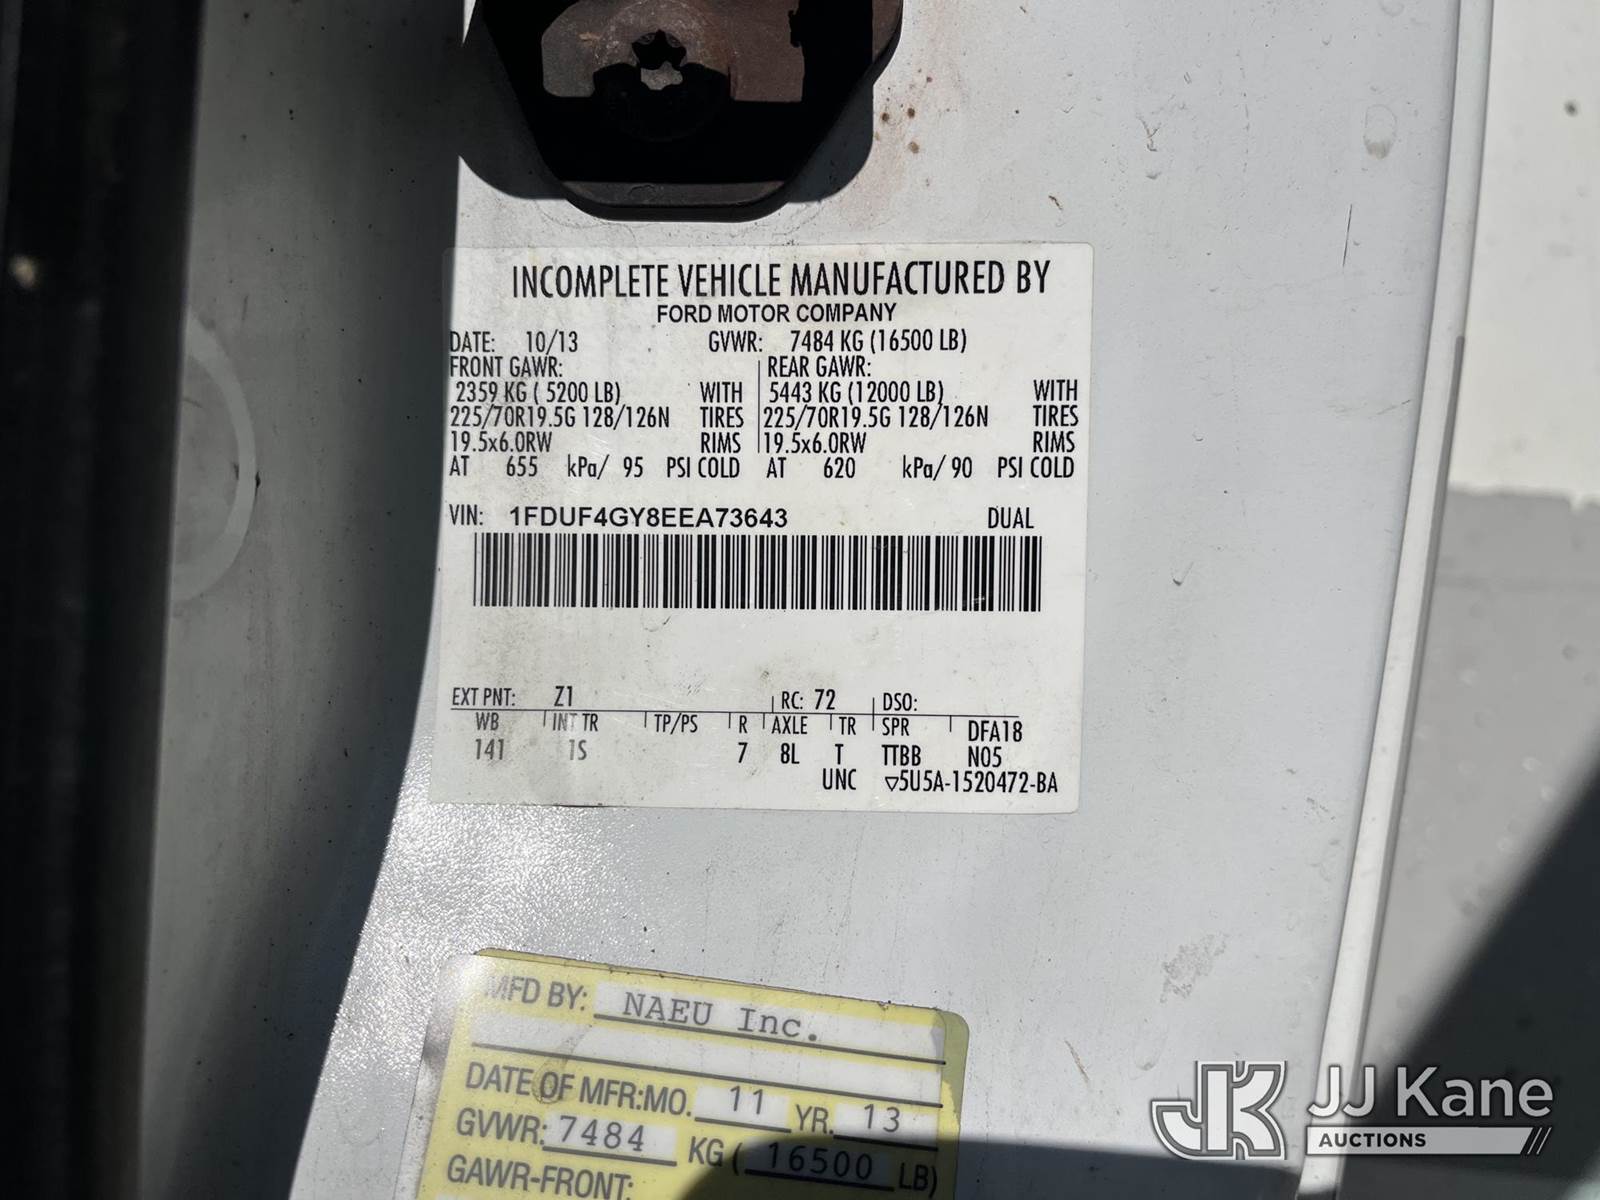 INCOMPLETE VEHICLE MANUFACTURED BY
FORD MOTOR COMPANY
DATE: 10/13 GVWR: 7484 KG (16500 LB)
FRONT GAWR: REAR GAWR:
2359 KG ( 5200 LB) WITH 5443 KG (12000 LB) WITH
225/70R19.5G 128/126N TIRES 225/70R19.5G 128/126N TIRES
19.5x6.0RW RIMS 19.5x6.0RW RIMS
AT 655 kPa/ 95 PSI COLD AT 620 kPa/ 90 PSI COLD
VIN: 1FDUF4GY8EEA73643 DUAL
EXT PNT: Z1 RC: 72 DSO:
WB INT TR TP/PS R AXLE TR SPR DFA18
141 1S 7 8L T TTBB N05
UNC ▽5U5A-1520472-BA
MFD BY: NAEU Inc.
DATE OF MFR:MO. 11 YR. 13
GVWR: 7484 KG ( 16500 LB)
GAWR-FRONT:
JK JJ Kane
AUCTIONS